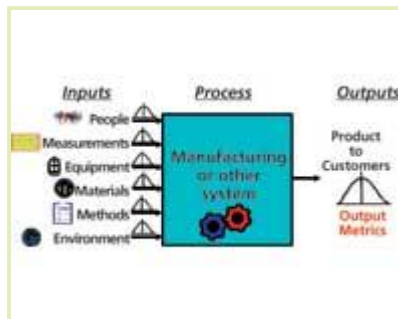 Inputs
Process
Outputs
People
Measurements
Equipment
Materials
Methods
Environment
Manufacturing
or other
system
Product
to
Customers
Output
Metrics